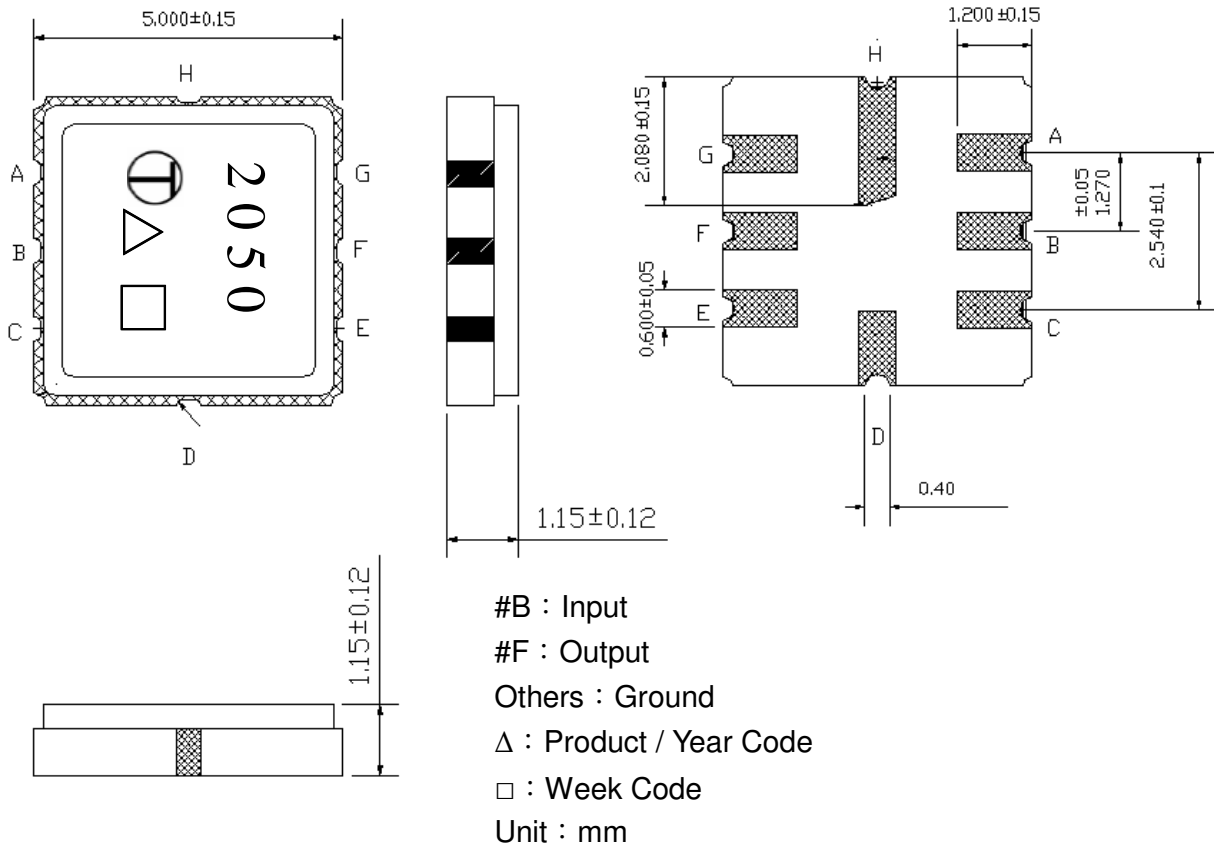 5.000±0.15
H
A
B
C
G
F
E
D
T
2050
1.15±0.12
1.15±0.12
1.200±0.15
H
2.080±0.15
G
F
E
0.600±0.05
A
B
C
±0.05
1.270
2.540±0.1
D
0.40
#B：Input
#F：Output
Others：Ground
Δ：Product / Year Code
□：Week Code
Unit：mm